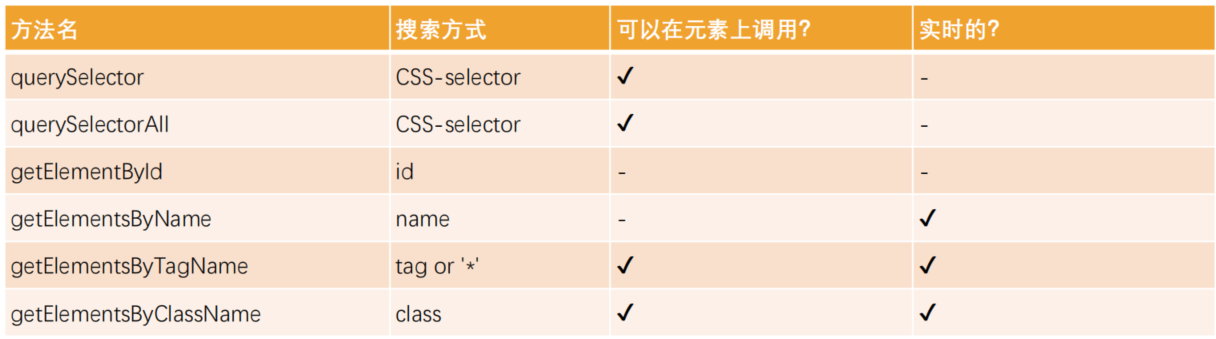 方法名 搜索方式 可以在元素上调用? 实时的?
querySelector CSS-selector ✓ -
querySelectorAll CSS-selector ✓ -
getElementById id - -
getElementsByName name - ✓
getElementsByTagName tag or '*' ✓ ✓
getElementsByClassName class ✓ ✓